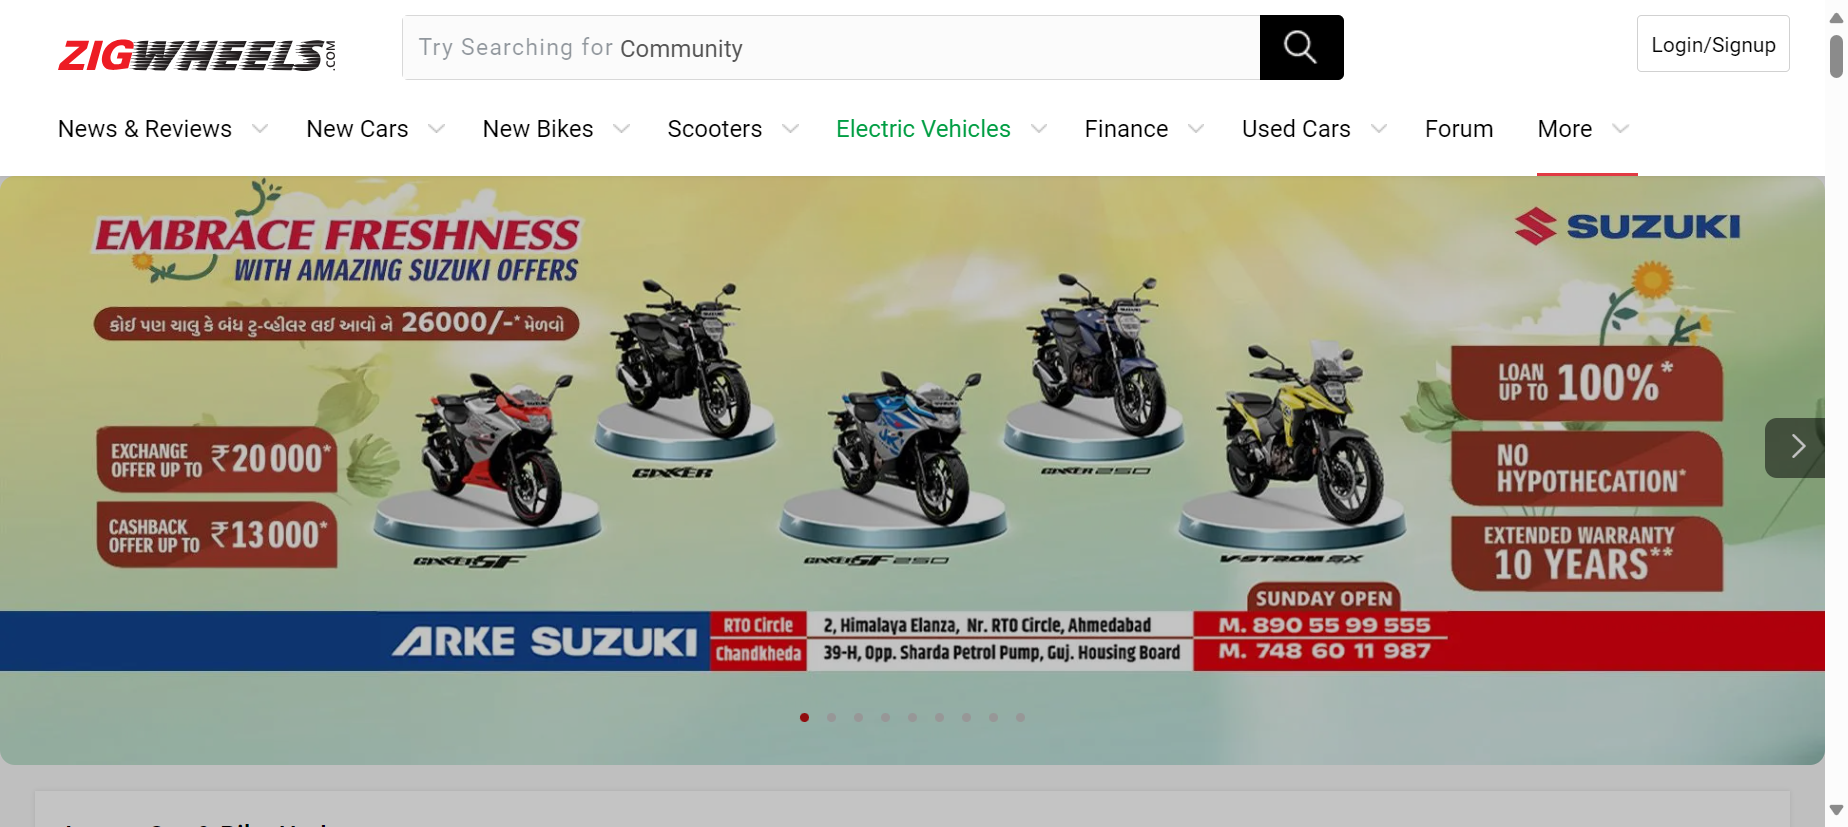 ZIGWHEELS.COM
Try Searching for Community
Login/Signup
News & Reviews
New Cars
New Bikes
Scooters
Electric Vehicles
Finance
Used Cars
Forum
More
EMBRACE FRESHNESS
WITH AMAZING SUZUKI OFFERS
SUZUKI
કોઈ પણ ચાલુ કે બંધ ટુ-વ્હીલર લઈ આવો ને 26000/-* મેળવો
EXCHANGE
OFFER UP TO ₹20000*
CASHBACK
OFFER UP TO ₹13000*
GIXXER
GIXXER 250
GIXXER SF
GIXXER SF 250
V-STROM SX
LOAN
UP TO 100%*
NO
HYPOTHECATION*
EXTENDED WARRANTY
10 YEARS**
SUNDAY OPEN
ARKE SUZUKI
RTO Circle
2, Himalaya Elanza, Nr. RTO Circle, Ahmedabad
M. 890 55 99 555
Chandkheda
39-H, Opp. Sharda Petrol Pump, Guj. Housing Board
M. 748 60 11 987